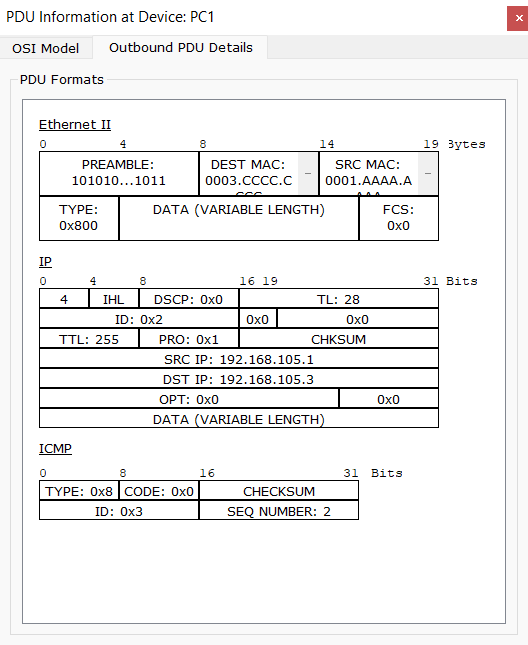 PDU Information at Device: PC1
OSI Model Outbound PDU Details
PDU Formats
Ethernet II
0 4 8 14 19 Bytes
PREAMBLE: DEST MAC: SRC MAC:
101010...1011 0003.CCCC.C 0001.AAAA.A
TYPE: DATA (VARIABLE LENGTH) FCS:
0x800 0x0
IP
0 4 8 16 19 31 Bits
4 IHL DSCP: 0x0 TL: 28
ID: 0x2 0x0 0x0
TTL: 255 PRO: 0x1 CHKSUM
SRC IP: 192.168.105.1
DST IP: 192.168.105.3
OPT: 0x0 0x0
DATA (VARIABLE LENGTH)
ICMP
0 8 16 31 Bits
TYPE: 0x8 CODE: 0x0 CHECKSUM
ID: 0x3 SEQ NUMBER: 2